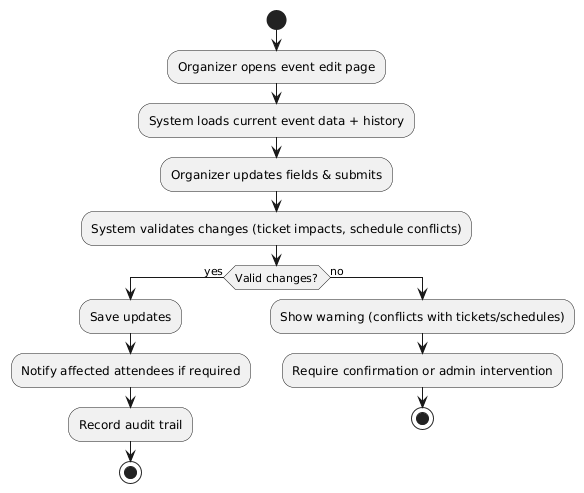 Organizer opens event edit page
System loads current event data + history
Organizer updates fields & submits
System validates changes (ticket impacts, schedule conflicts)
Valid changes?
yes
no
Save updates
Notify affected attendees if required
Record audit trail
Show warning (conflicts with tickets/schedules)
Require confirmation or admin intervention